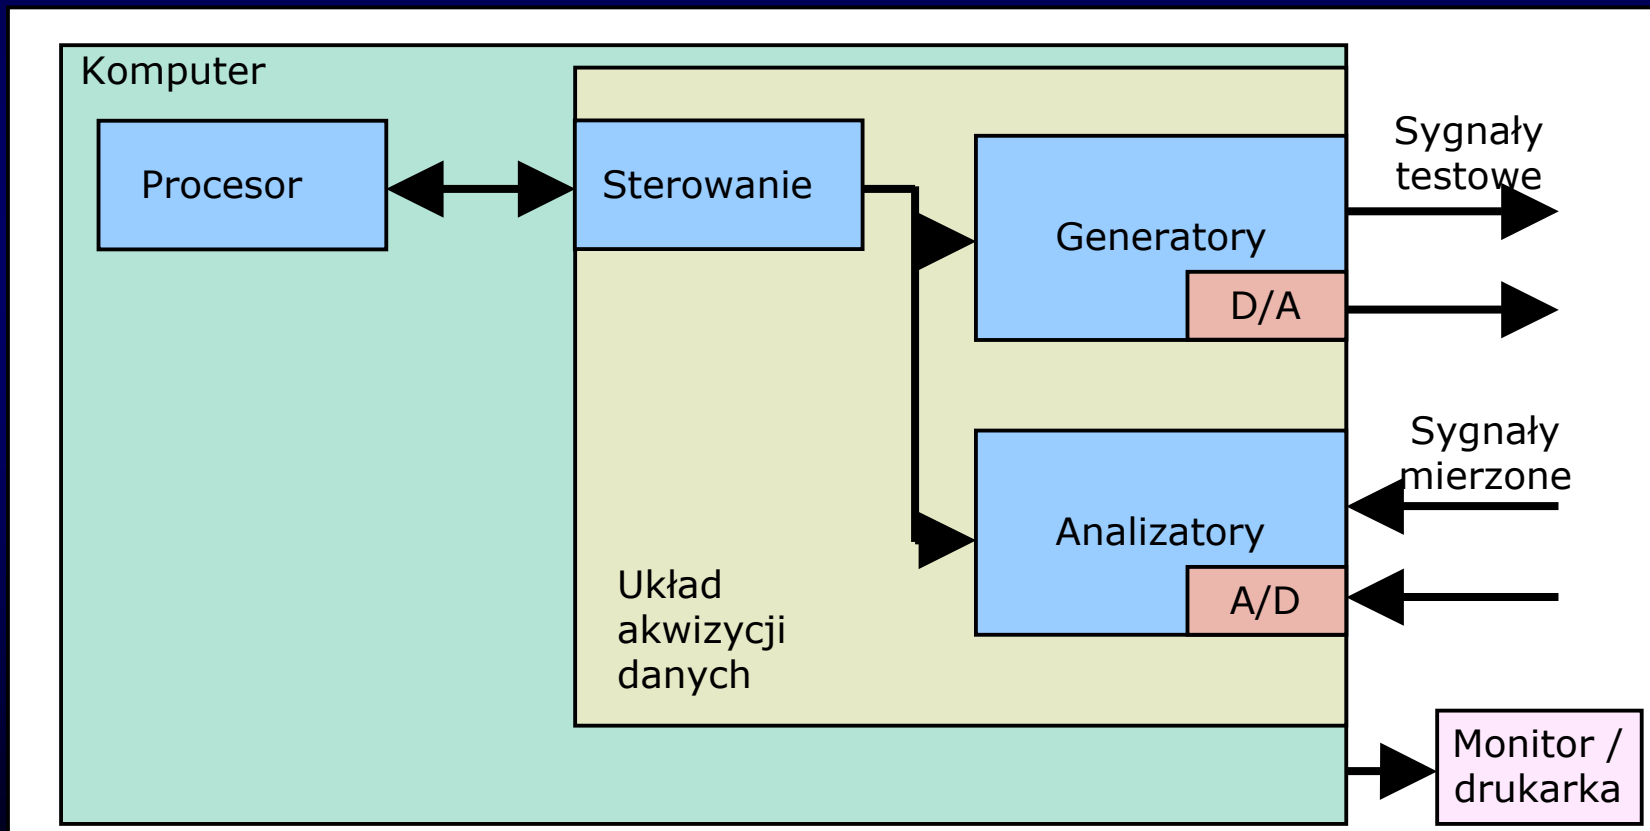 Komputer
Procesor
Sterowanie
Generatory
D/A
Sygnały
testowe
Analizatory
A/D
Sygnały
mierzone
Układ
akwizycji
danych
Monitor /
drukarka